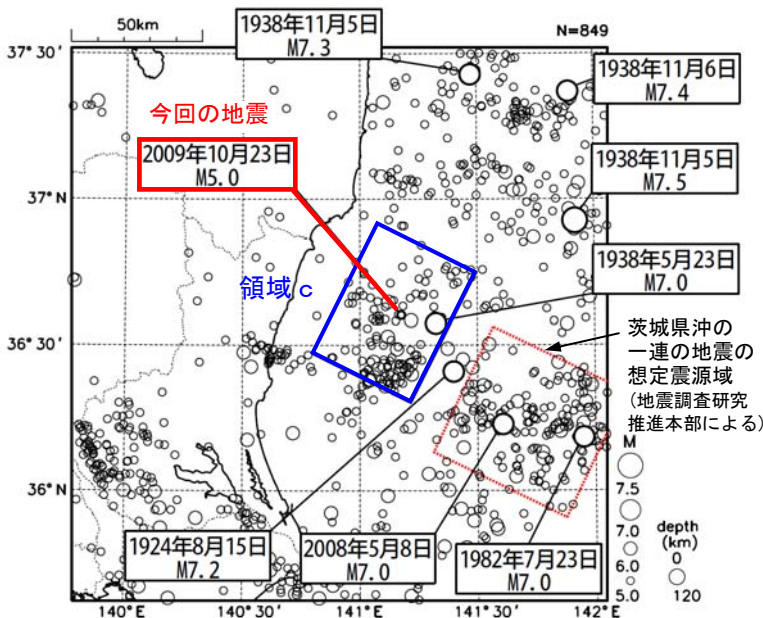 50km
N=849
1938年11月5日
M7.3
37°30'
1938年11月6日
M7.4
今回の地震
2009年10月23日
M5.0
1938年11月5日
M7.5
37°N
1938年5月23日
M7.0
領域c
茨城県沖の
一連の地震の
想定震源域
(地震調査研究
推進本部による)
36°30'
36°N
M
7.5
7.0
6.0
5.0
depth
(km)
0
120
1924年8月15日
M7.2
2008年5月8日
M7.0
1982年7月23日
M7.0
140°E
140°30'E
141°E
141°30'E
142°E